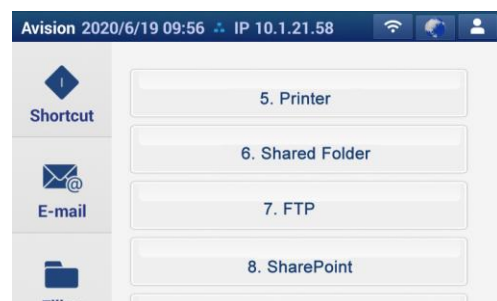 Avision 2020/6/19 09:56 IP 10.1.21.58
Shortcut
5. Printer
6. Shared Folder
E-mail
7. FTP
8. SharePoint